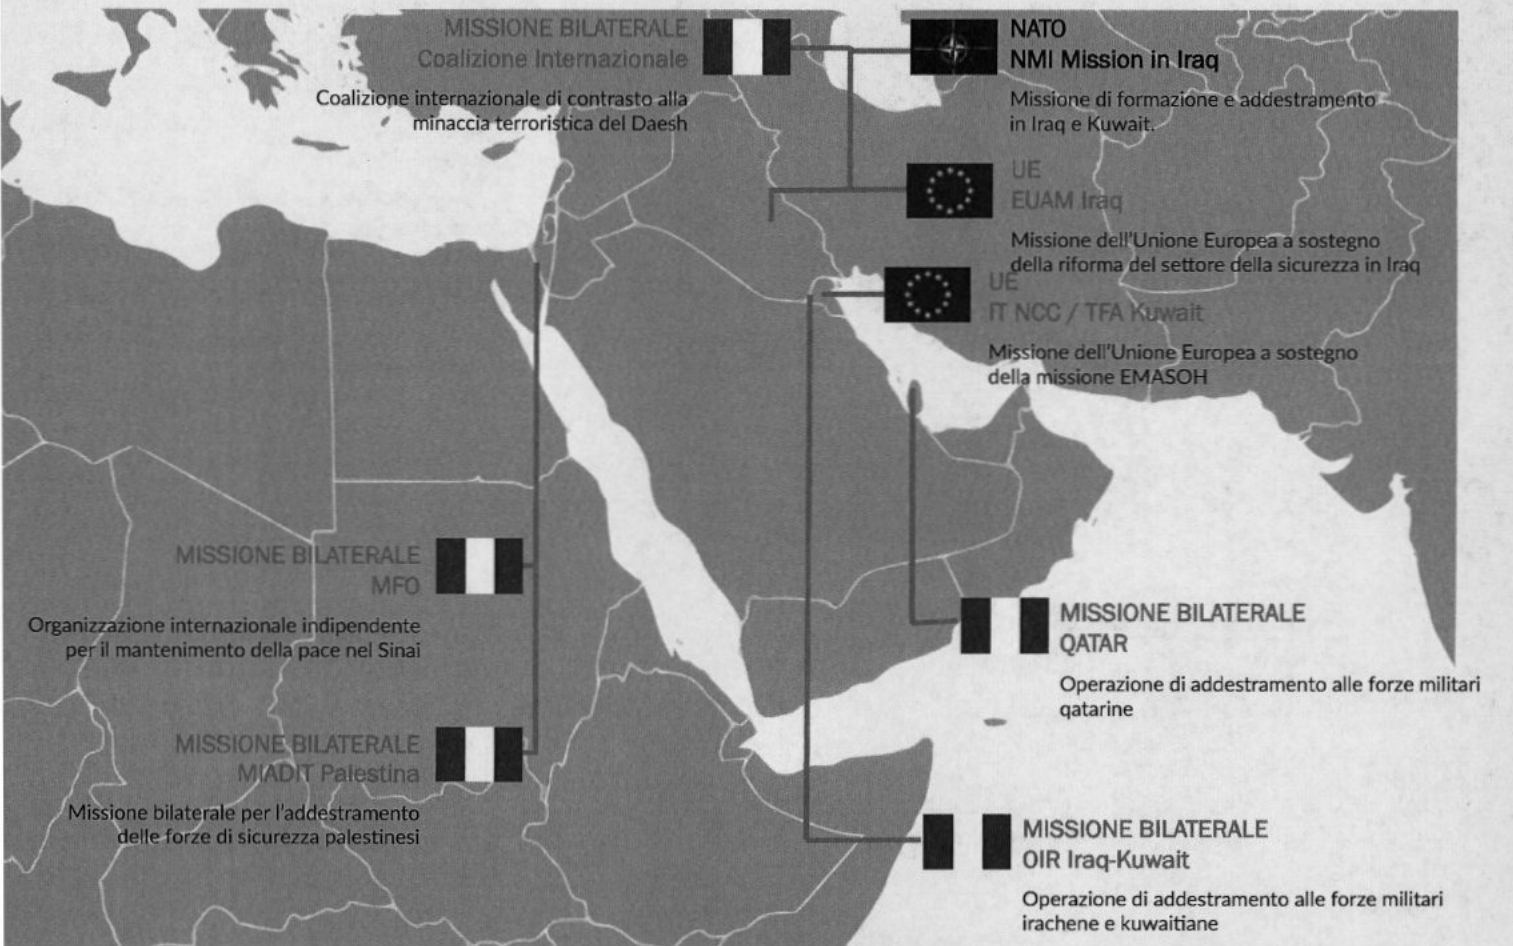 MISSIONE BILATERALE
Coalizione Internazionale
Coalizione internazionale di contrasto alla
minaccia terroristica del Daesh
NATO
NMI Mission in Iraq
Missione di formazione e addestramento
in Iraq e Kuwait.
UE
EUAM Iraq
Missione dell'Unione Europea a sostegno
della riforma del settore della sicurezza in Iraq
UE
IT NCC / TFA Kuwait
Missione dell'Unione Europea a sostegno
della missione EMASOH
MISSIONE BILATERALE
MFO
Organizzazione internazionale indipendente
per il mantenimento della pace nel Sinai
MISSIONE BILATERALE
QATAR
Operazione di addestramento alle forze militari
qatarine
MISSIONE BILATERALE
MIADIT Palestina
Missione bilaterale per l'addestramento
delle forze di sicurezza palestinesi
MISSIONE BILATERALE
OIR Iraq-Kuwait
Operazione di addestramento alle forze militari
irachene e kuwaitiane